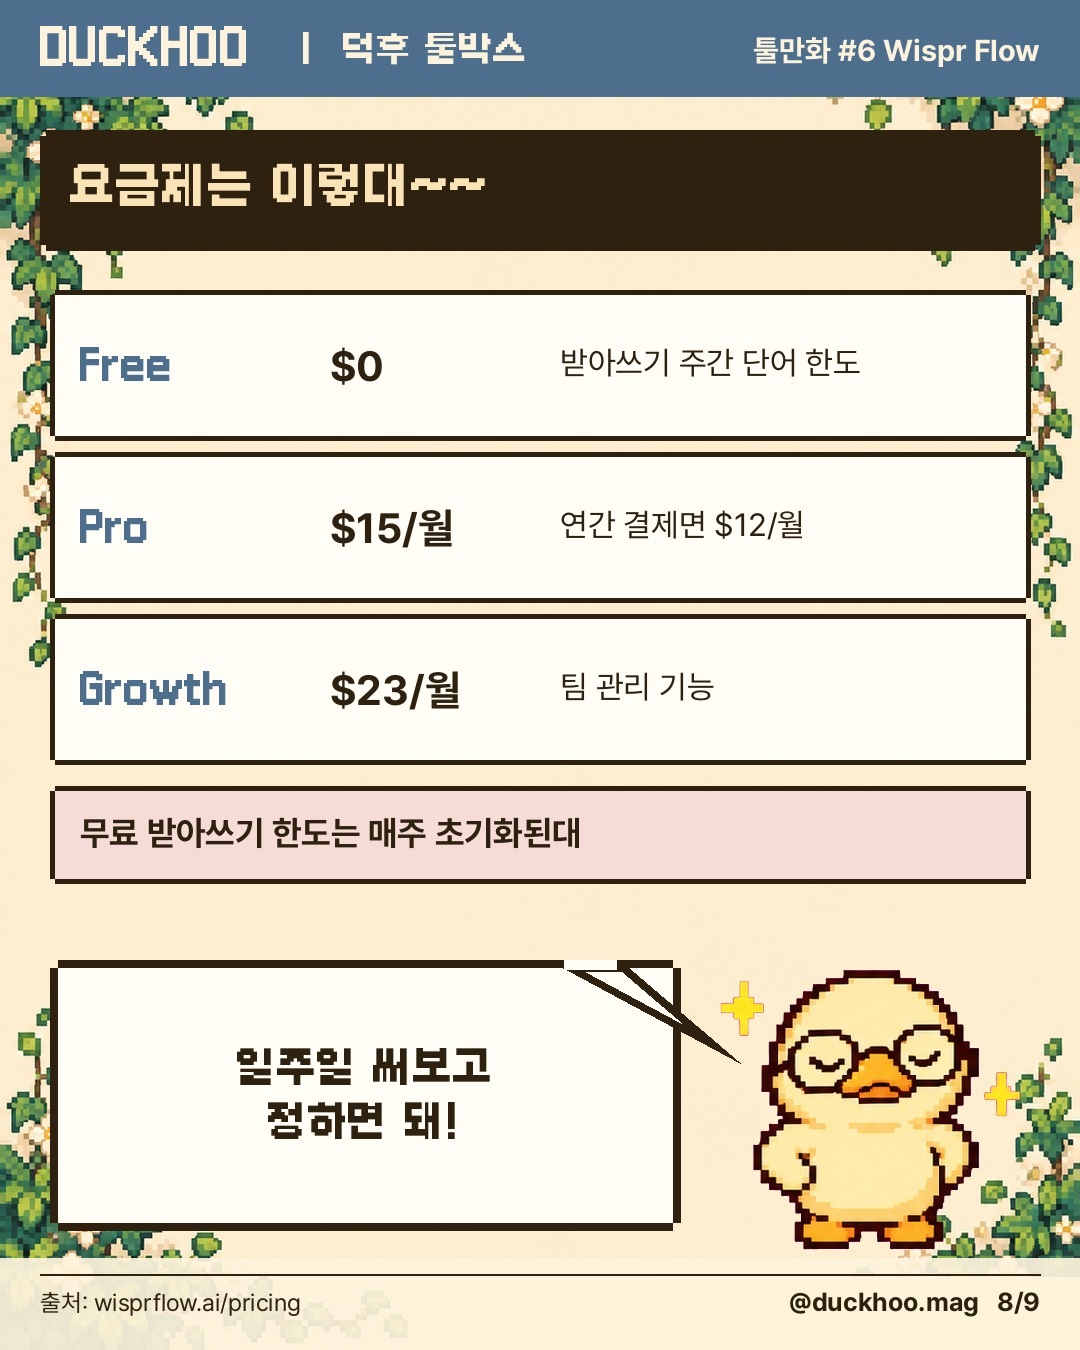 DUCKHOO | 덕후 툴박스
툴만화 #6 Wispr Flow
요금제는 이렇대~~
Free $0 받아쓰기 주간 단어 한도
Pro $15/월 연간 결제면 $12/월
Growth $23/월 팀 관리 기능
무료 받아쓰기 한도는 매주 초기화된대
일주일 써보고
정하면 돼!
출처: wisprflow.ai/pricing
@duckhoo.mag 8/9